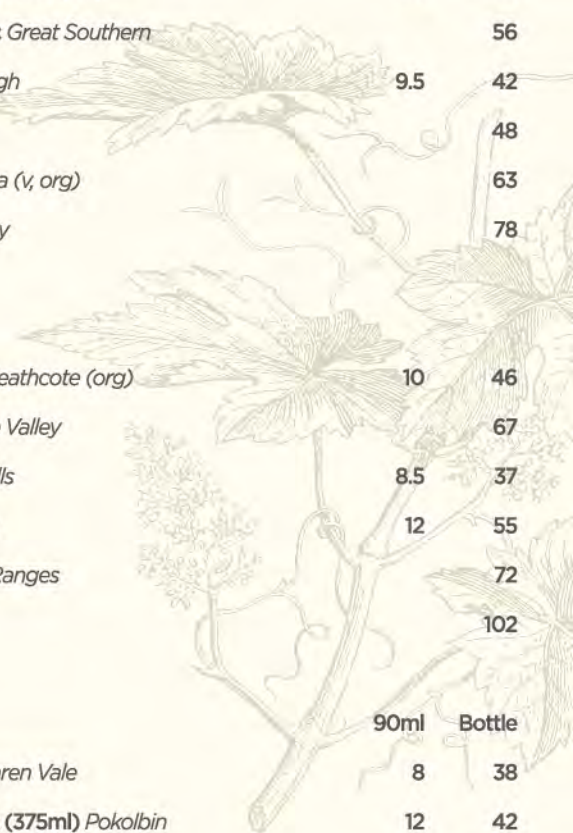 Great Southern 56
gh 9.5 42
48
a (v, org) 63
y 78
eathcote (org) 10 46
Valley 67
lls 8.5 37
12 55
Ranges 72
102
90ml Bottle
ren Vale 8 38
(375ml) Pokolbin 12 42